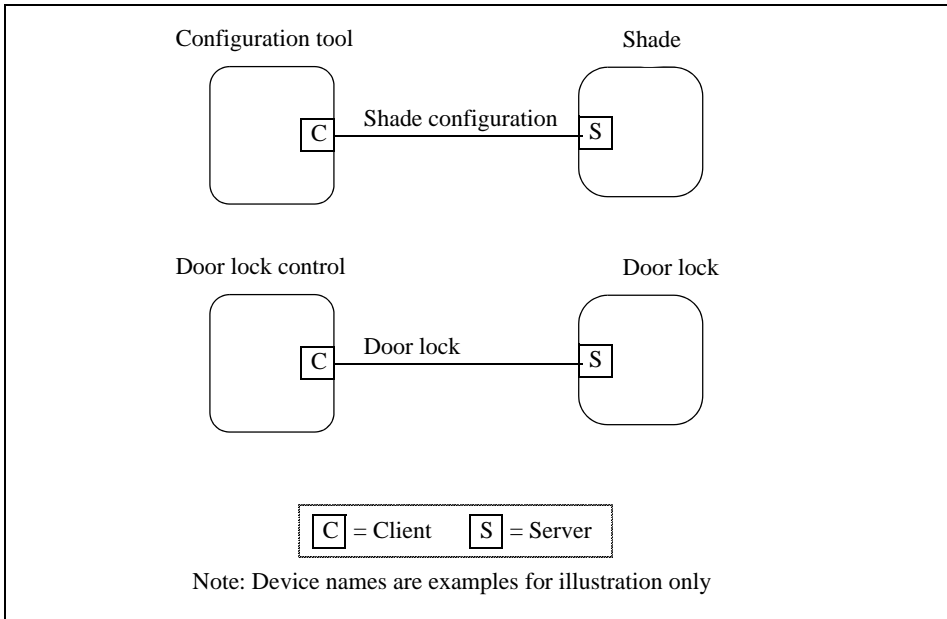 Configuration tool
Shade
C
Shade configuration
S
Door lock control
Door lock
C
Door lock
S
C = Client
S = Server
Note: Device names are examples for illustration only